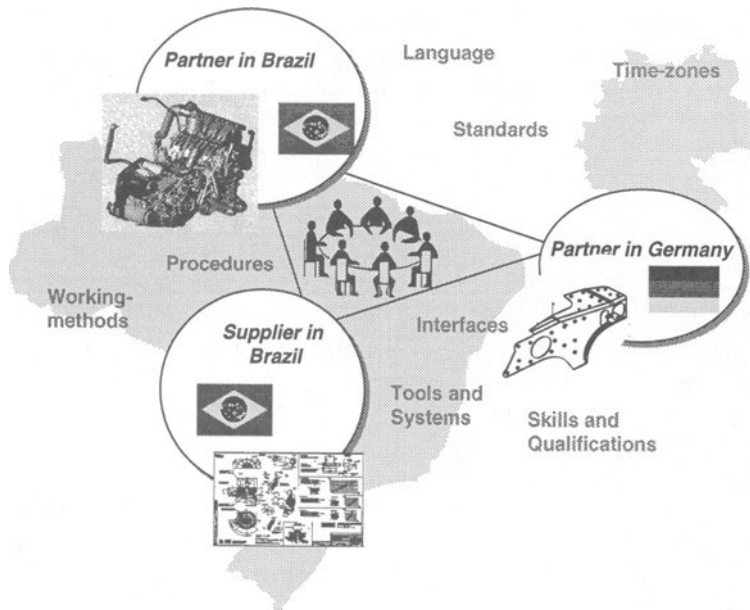 Partner in Brazil
Language
Time-zones
Standards
Partner in Germany
Procedures
Working-
methods
Supplier in
Brazil
Interfaces
Tools and
Systems
Skills and
Qualifications